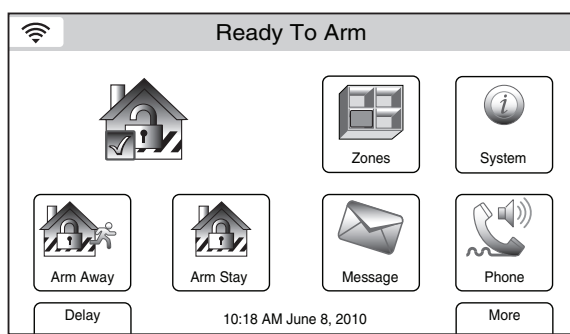 Ready To Arm
Zones
System
Arm Away
Arm Stay
Message
Phone
Delay
10:18 AM June 8, 2010
More